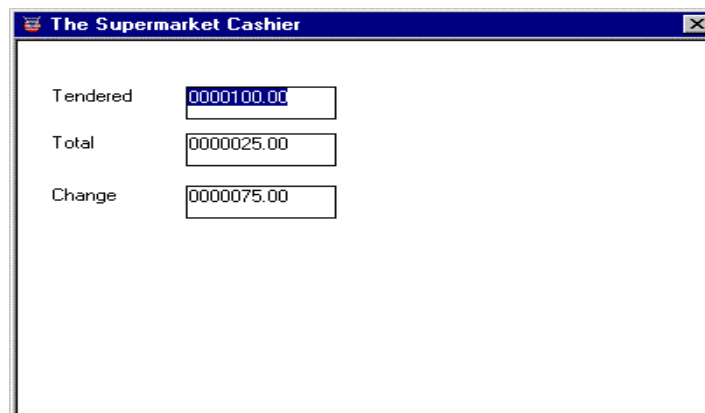 The Supermarket Cashier
Tendered 0000100.00
Total 0000025.00
Change 0000075.00